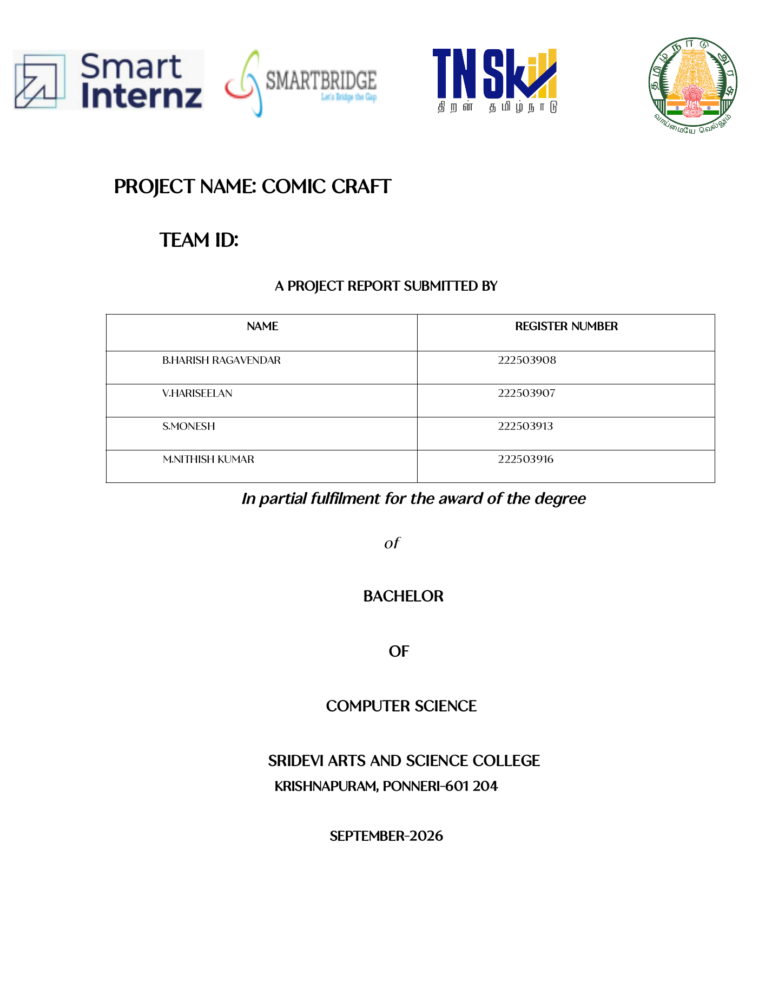 Smart
Internz
SMARTBRIDGE
Let's Bridge the Gap
TN Skill
திறன் தமிழ்நாடு
தமிழ்நாடு அரசு
வாய்மையே வெல்லும்
PROJECT NAME: COMIC CRAFT
TEAM ID:
A PROJECT REPORT SUBMITTED BY
NAME REGISTER NUMBER
B.HARISH RAGAVENDAR 222503908
V.HARISEELAN 222503907
S.MONESH 222503913
M.NITHISH KUMAR 222503916
In partial fulfilment for the award of the degree
of
BACHELOR
OF
COMPUTER SCIENCE
SRIDEVI ARTS AND SCIENCE COLLEGE
KRISHNAPURAM, PONNERI-601 204
SEPTEMBER-2026